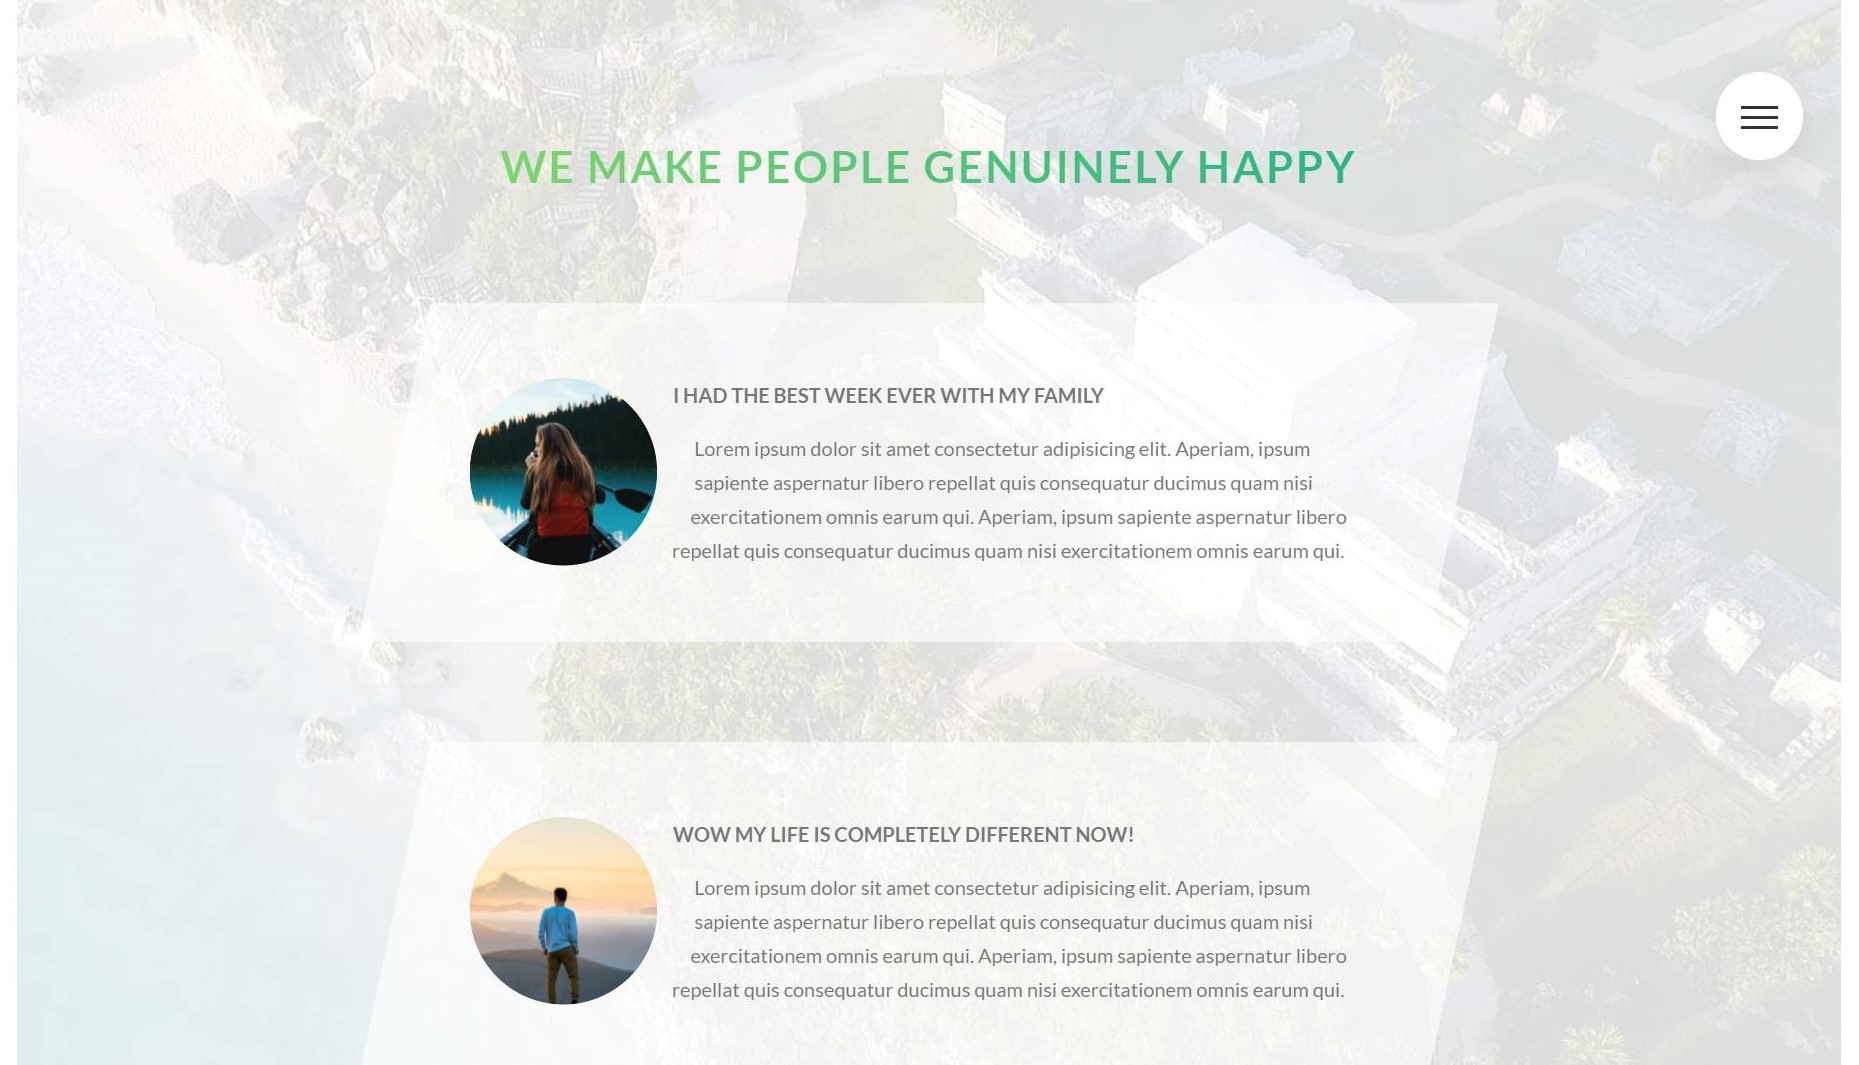 WE MAKE PEOPLE GENUINELY HAPPY
I HAD THE BEST WEEK EVER WITH MY FAMILY
Lorem ipsum dolor sit amet consectetur adipisicing elit. Aperiam, ipsum
sapiente aspernatur libero repellat quis consequatur ducimus quam nisi
exercitationem omnis earum qui. Aperiam, ipsum sapiente aspernatur libero
repellat quis consequatur ducimus quam nisi exercitationem omnis earum qui.
WOW MY LIFE IS COMPLETELY DIFFERENT NOW!
Lorem ipsum dolor sit amet consectetur adipisicing elit. Aperiam, ipsum
sapiente aspernatur libero repellat quis consequatur ducimus quam nisi
exercitationem omnis earum qui. Aperiam, ipsum sapiente aspernatur libero
repellat quis consequatur ducimus quam nisi exercitationem omnis earum qui.